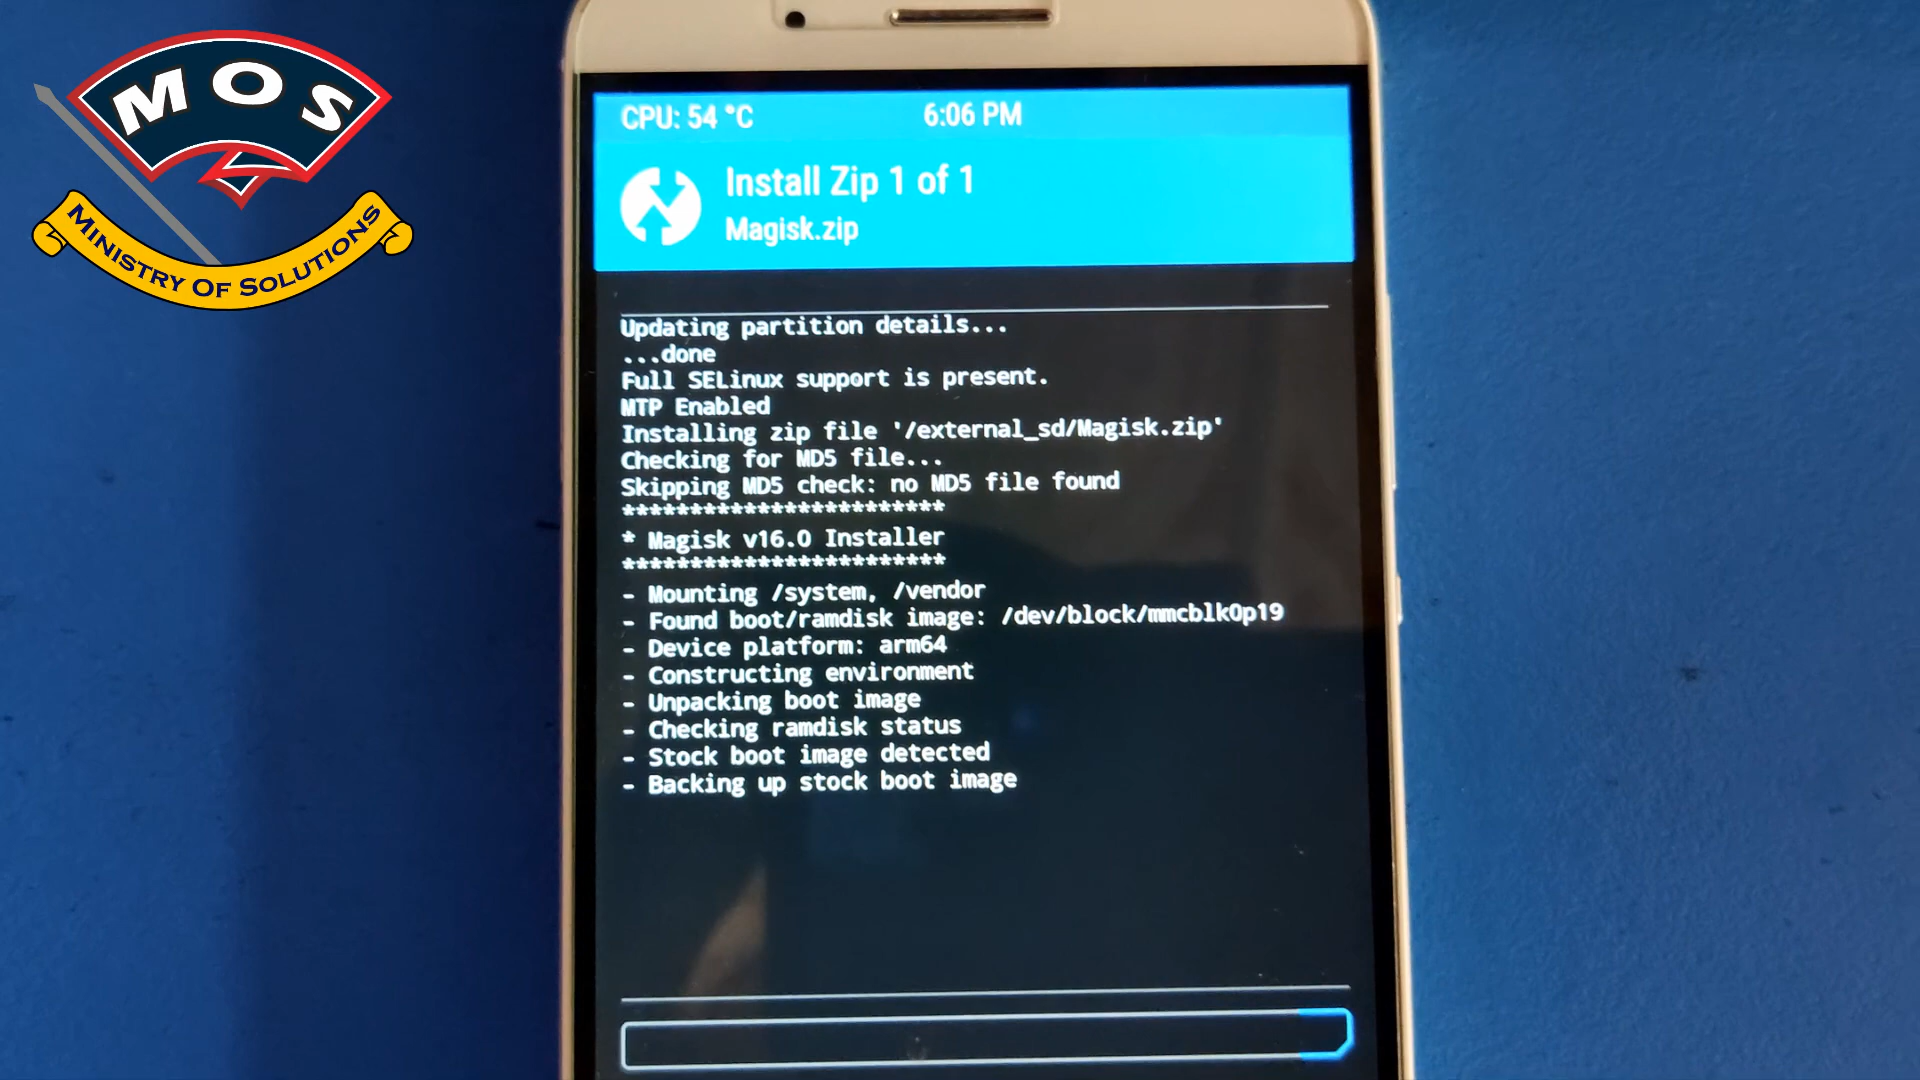 MOS
MINISTRY OF SOLUTIONS
CPU: 54 °C
6:06 PM
Install Zip 1 of 1
Magisk.zip
Updating partition details...
...done
Full SELinux support is present.
MTP Enabled
Installing zip file '/external_sd/Magisk.zip'
Checking for MD5 file...
Skipping MD5 check: no MD5 file found
************************
* Magisk v16.0 Installer
************************
- Mounting /system, /vendor
- Found boot/ramdisk image: /dev/block/mmcblk0p19
- Device platform: arm64
- Constructing environment
- Unpacking boot image
- Checking ramdisk status
- Stock boot image detected
- Backing up stock boot image